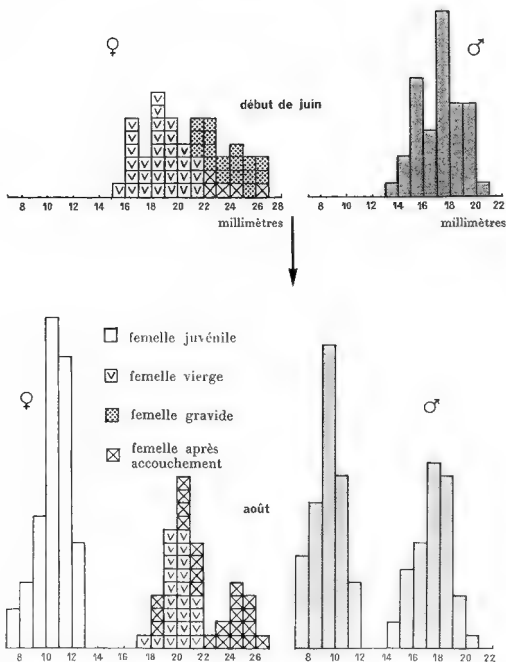 ♀
♂
début de juin
8 10 12 14 16 18 20 22 24 26
millimètres
8 10 12 14 16 18 20 22
millimètres
♀
femelle juvénile
femelle vierge
femelle gravide
femelle après
accouchement
♂
août
8 10 12 14 16 18 20 22 24 26
8 10 12 14 16 18 20 22